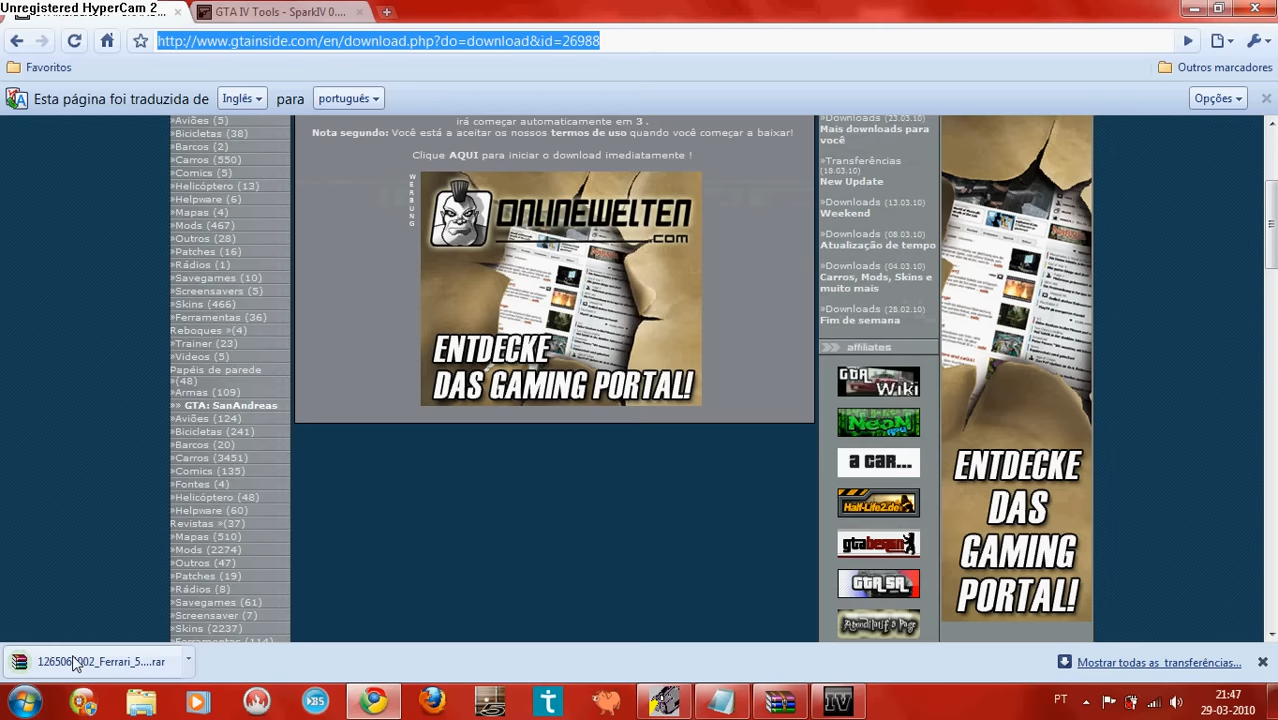 Unregistered HyperCam 2
GTA IV Tools - SparkIV 0....
http://www.gtainside.com/en/download.php?do=download&id=26988
Favoritos
Outros marcadores
Esta página foi traduzida de
Inglês
para
português
Opções
»Aviões (5)
»Bicicletas (38)
»Barcos (2)
»Carros (550)
»Comics (5)
»Helicóptero (13)
»Helpware (6)
»Mapas (4)
»Mods (467)
»Outros (28)
»Patches (16)
»Rádios (1)
»Savegames (10)
»Screensavers (5)
»Skins (466)
»Ferramentas (36)
Reboques »(4)
»Trainer (23)
»Videos (5)
Papéis de parede
»(48)
»Armas (109)
»» GTA: SanAndreas
»Aviões (124)
»Bicicletas (241)
»Barcos (20)
»Carros (3451)
»Comics (135)
»Fontes (4)
»Helicóptero (48)
»Helpware (60)
Revistas »(37)
»Mapas (510)
»Mods (2274)
»Outros (47)
»Patches (19)
»Rádios (8)
»Savegames (61)
»Screensaver (7)
»Skins (2237)
»Ferramentas (114)
irá começar automaticamente em 3 .
Nota segundo: Você está a aceitar os nossos termos de uso quando você começar a baixar!
Clique AQUI para iniciar o download imediatamente !
WERBUNG
ONLINEWELTEN
.COM
ENTDECKE
DAS GAMING PORTAL!
»Downloads (23.03.10)
Mais downloads para
você
»Transferências
(18.03.10)
New Update
»Downloads (13.03.10)
Weekend
»Downloads (08.03.10)
Atualização de tempo
»Downloads (04.03.10)
Carros, Mods, Skins e
muito mais
»Downloads (28.02.10)
Fim de semana
affiliates
GTA
Wiki
NeoN
A CAR...
Half-Life2.de
gtabesen
GTA SA
ENTDECKE
DAS
GAMING
PORTAL!
Mostrar todas as transferências...
PT
21:47
29-03-2010